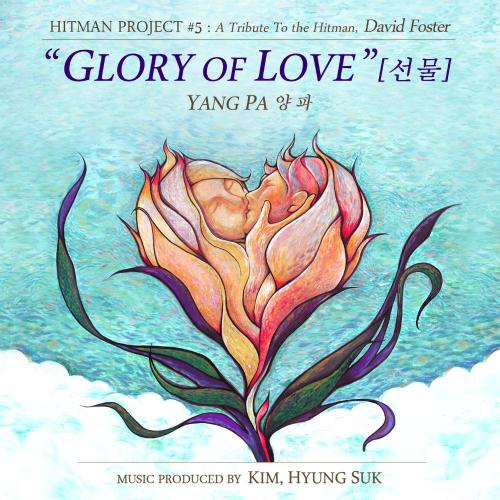 HITMAN PROJECT #5 : A Tribute To the Hitman, David Foster
“GLORY OF LOVE” [선물]
YANG PA 양파
MUSIC PRODUCED BY KIM, HYUNG SUK